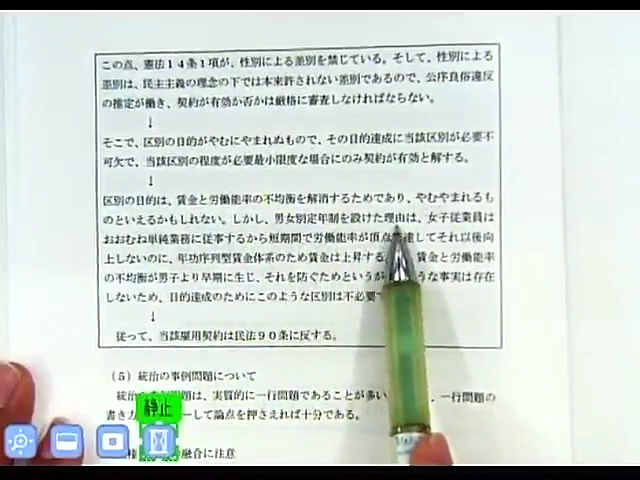 この点、憲法14条1項が、性別による差別を禁じている。そして、性別による
差別は、民主主義の理念の下では本来許されない差別であるので、公序良俗違反
の推定が働き、契約が有効か否かは厳格に審査しなければならない。
↓
そこで、区別の目的がやむにやまれぬもので、その目的達成に当該区別が必要不
可欠で、当該区別の程度が必要最小限度な場合にのみ契約が有効と解する。
↓
区別の目的は、賃金と労働能率の不均衡を解消するためであり、やむやまれるも
のといえるかもしれない。しかし、男女別定年制を設けた理由は、女子従業員は
おおむね単純業務に従事するから短期間で労働能率が頂点 達してそれ以後向
上しないのに、年功序列型賃金体系のため賃金は上昇する 賃金と労働能率
の不均衡が男子より早期に生じ、それを防ぐためというが うな事実は存在
しないため、目的達成のためにこのような区別は不必要
↓
従って、当該雇用契約は民法90条に反する。
(5)統治の事例問題について
統治の 問題は、実質的に一行問題であることが多い 、一行問題の
書き方 ーして論点を押さえれば十分である。
静止
融合に注意